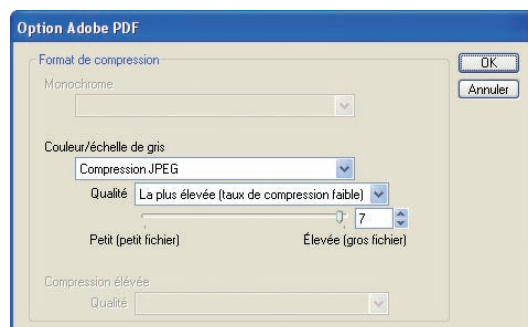 Option Adobe PDF
Format de compression
OK
Monochrome
Annuler
Couleur/échelle de gris
Compression JPEG
Qualité La plus élevée (taux de compression faible)
7
Petit (petit fichier) Élevée (gros fichier)
Compression élévée
Qualité